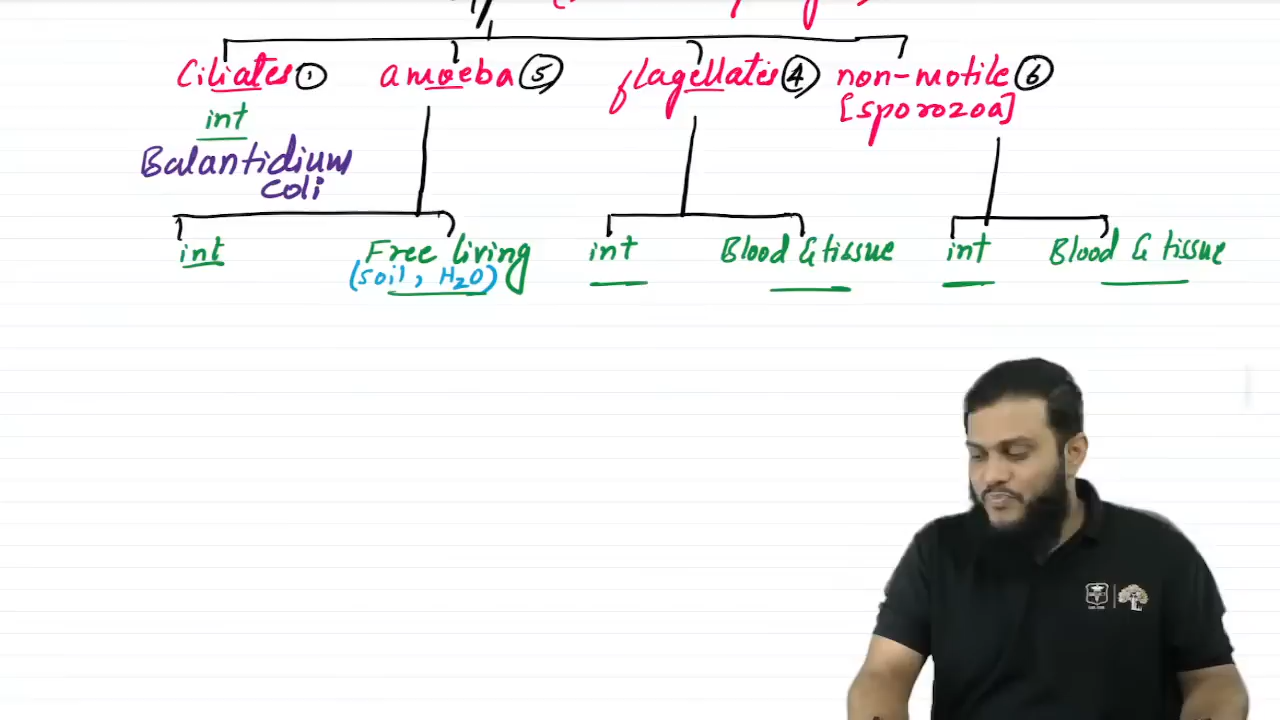 Ciliates ① amoeba ⑤ flagellates ④ non-motile ⑥
[sporozoa]
int
Balantidium
coli
int Free living int Blood & tissue int Blood & tissue
(soil, H₂O)